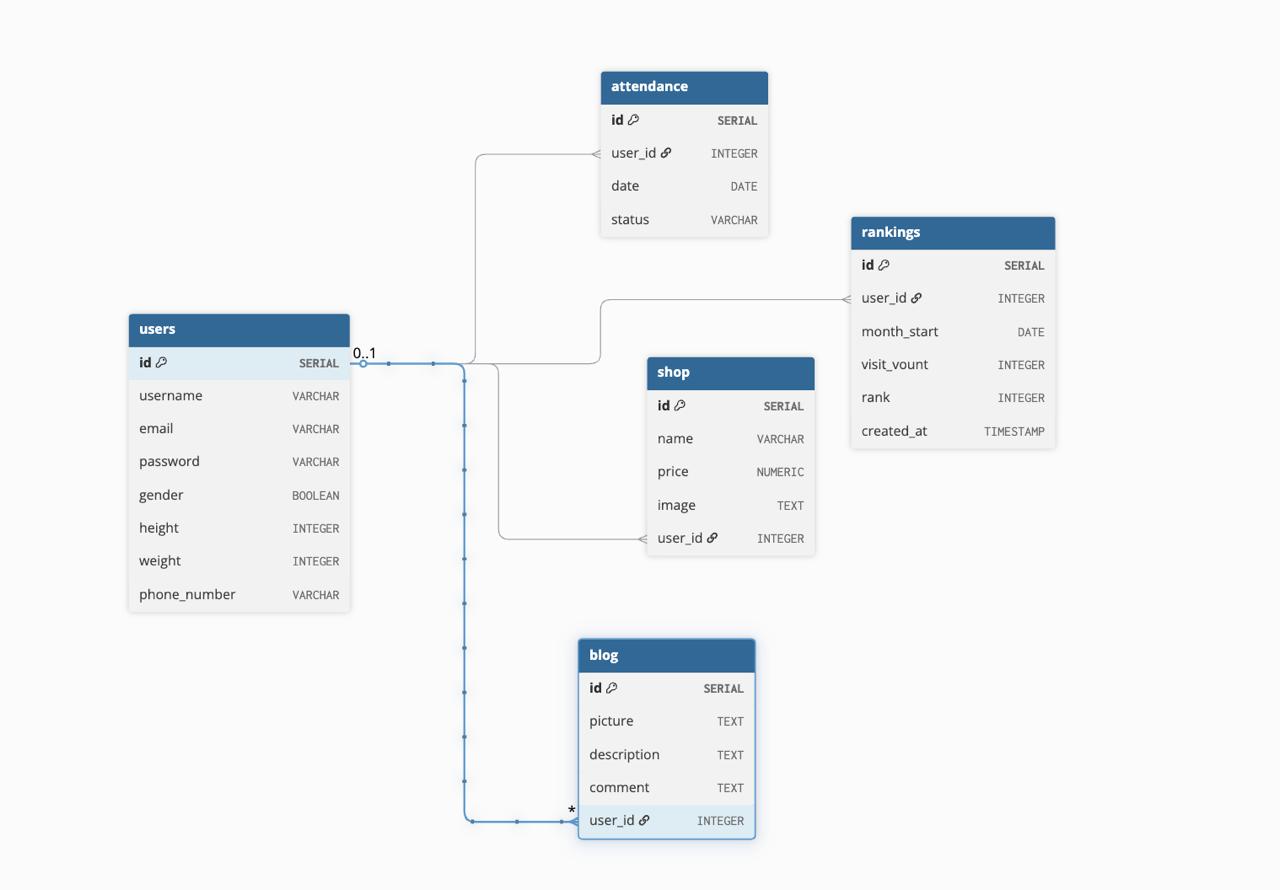 attendance
id SERIAL
user_id INTEGER
date DATE
status VARCHAR
rankings
id SERIAL
user_id INTEGER
month_start DATE
visit_vount INTEGER
rank INTEGER
created_at TIMESTAMP
users
id SERIAL
username VARCHAR
email VARCHAR
password VARCHAR
gender BOOLEAN
height INTEGER
weight INTEGER
phone_number VARCHAR
0..1
shop
id SERIAL
name VARCHAR
price NUMERIC
image TEXT
user_id INTEGER
blog
id SERIAL
picture TEXT
description TEXT
comment TEXT
*
user_id INTEGER